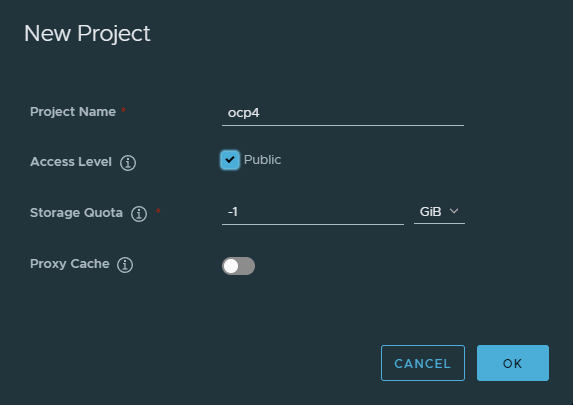 New Project
Project Name *
ocp4
Access Level
Public
Storage Quota *
-1 GiB
Proxy Cache
CANCEL OK